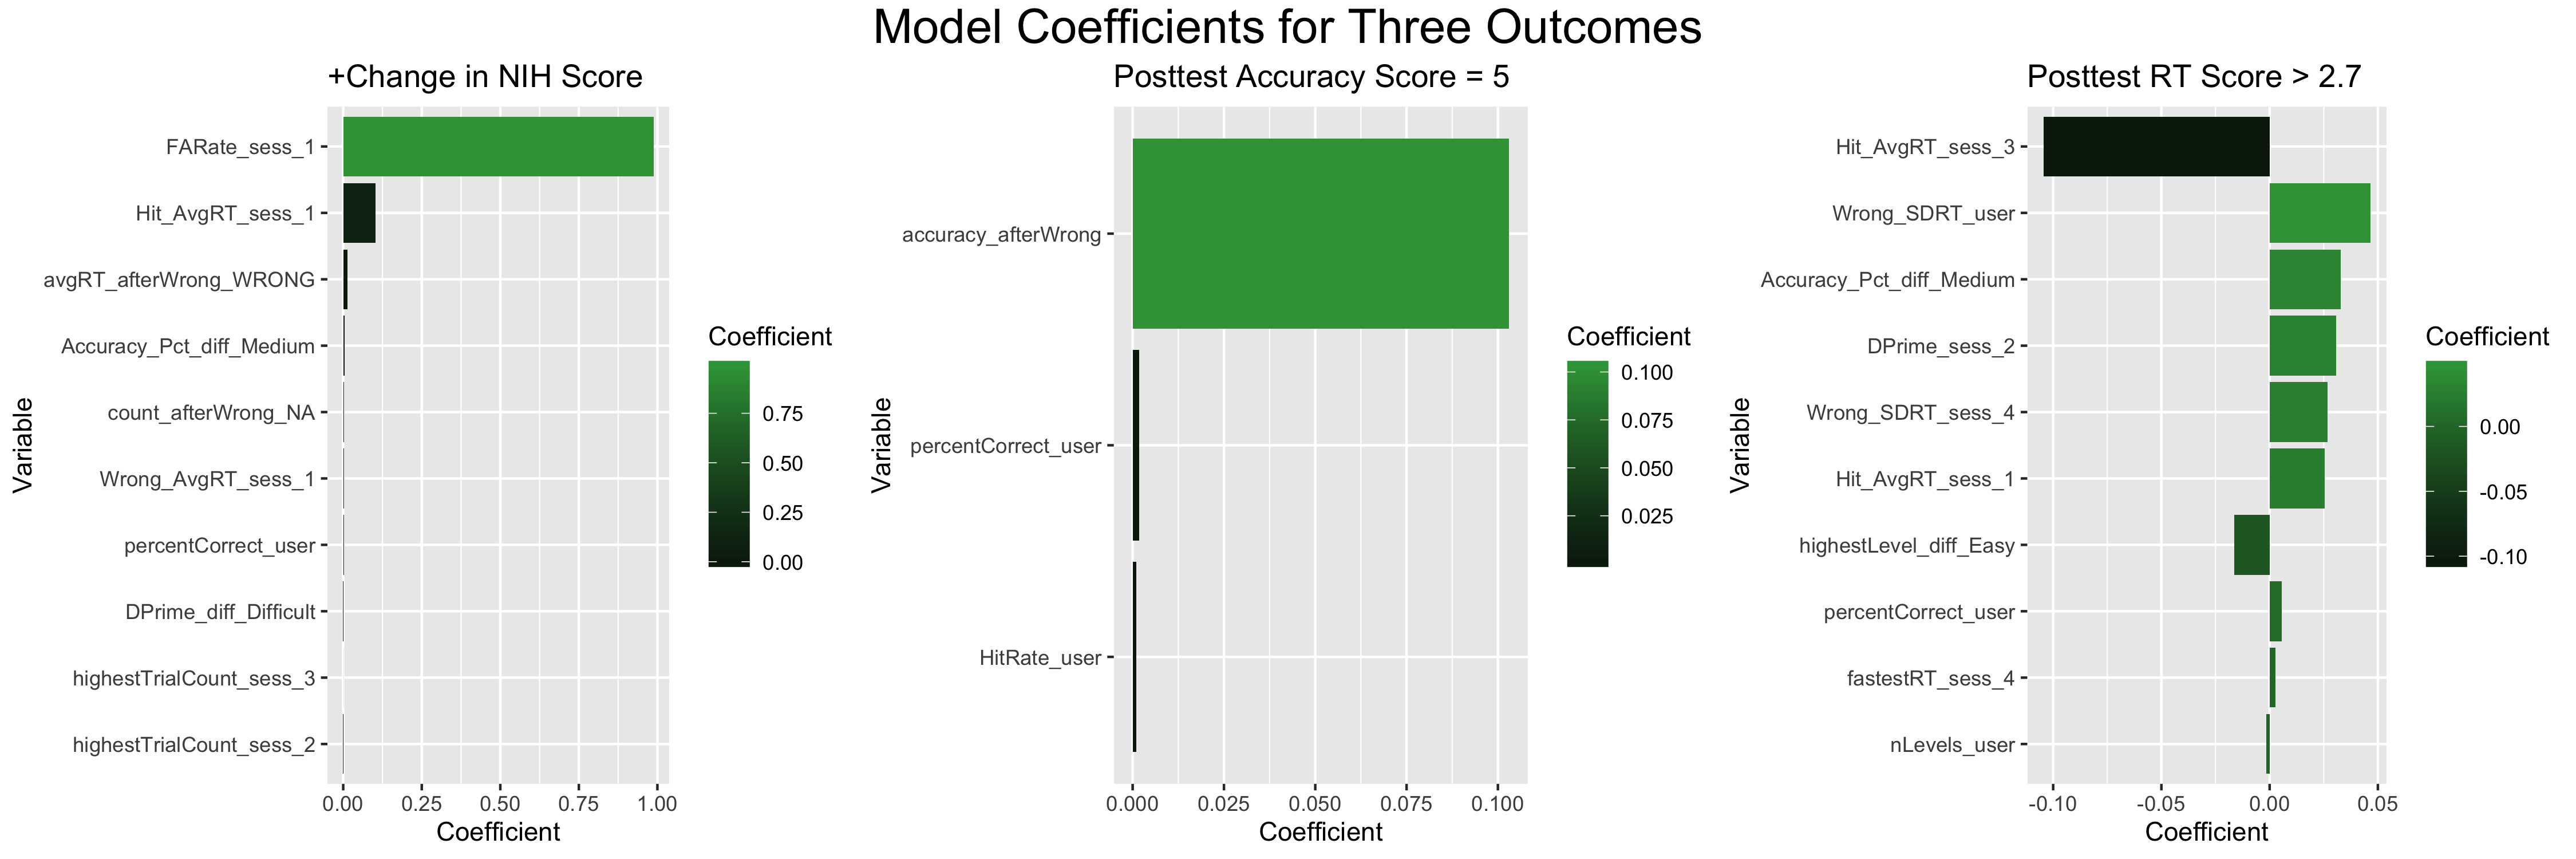 Model Coefficients for Three Outcomes
+Change in NIH Score
Variable
FARate_sess_1
Hit_AvgRT_sess_1
avgRT_afterWrong_WRONG
Accuracy_Pct_diff_Medium
count_afterWrong_NA
Wrong_AvgRT_sess_1
percentCorrect_user
DPrime_diff_Difficult
highestTrialCount_sess_3
highestTrialCount_sess_2
0.00 0.25 0.50 0.75 1.00
Coefficient
Coefficient
0.75
0.50
0.25
0.00
Posttest Accuracy Score = 5
Variable
accuracy_afterWrong
percentCorrect_user
HitRate_user
0.000 0.025 0.050 0.075 0.100
Coefficient
Coefficient
0.100
0.075
0.050
0.025
Posttest RT Score > 2.7
Variable
Hit_AvgRT_sess_3
Wrong_SDRT_user
Accuracy_Pct_diff_Medium
DPrime_sess_2
Wrong_SDRT_sess_4
Hit_AvgRT_sess_1
highestLevel_diff_Easy
percentCorrect_user
fastestRT_sess_4
nLevels_user
-0.10 -0.05 0.00 0.05
Coefficient
Coefficient
0.00
-0.05
-0.10